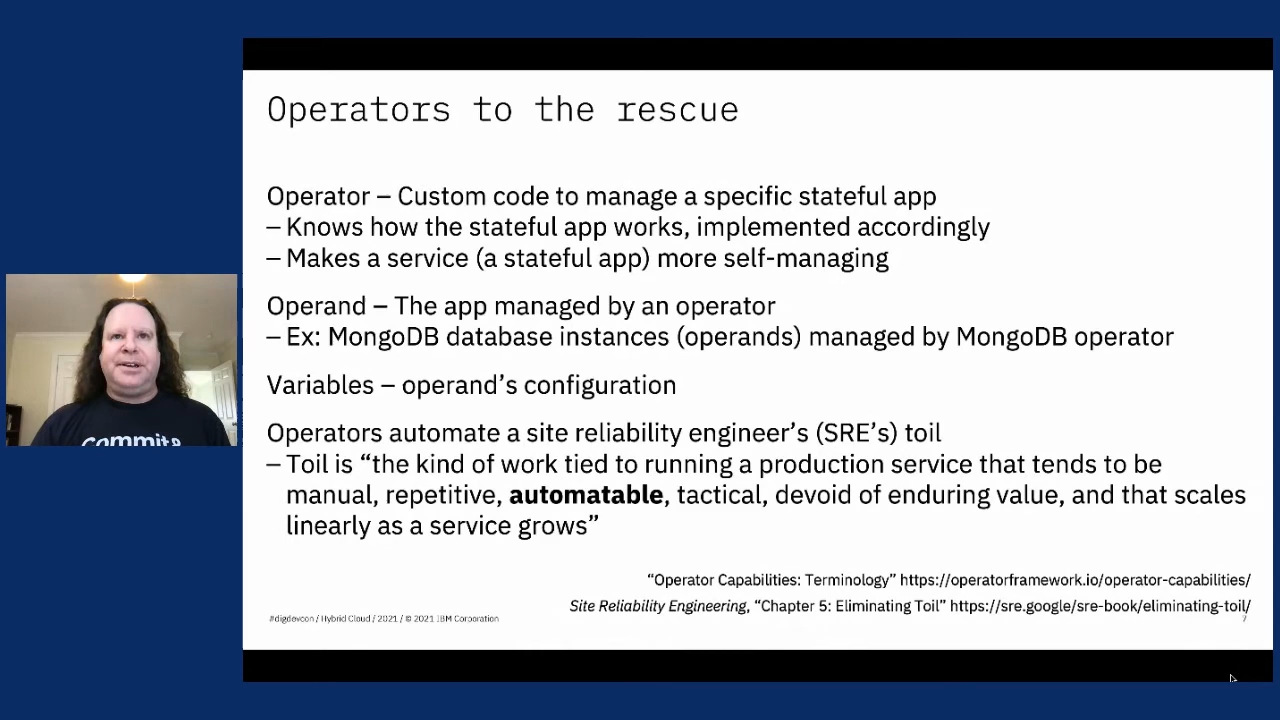 Operators to the rescue
Operator – Custom code to manage a specific stateful app
– Knows how the stateful app works, implemented accordingly
– Makes a service (a stateful app) more self-managing
Operand – The app managed by an operator
– Ex: MongoDB database instances (operands) managed by MongoDB operator
Variables – operand’s configuration
Operators automate a site reliability engineer’s (SRE’s) toil
– Toil is “the kind of work tied to running a production service that tends to be
manual, repetitive, automatable, tactical, devoid of enduring value, and that scales
linearly as a service grows”
“Operator Capabilities: Terminology” https://operatorframework.io/operator-capabilities/
Site Reliability Engineering, “Chapter 5: Eliminating Toil” https://sre.google/sre-book/eliminating-toil/
#digdevcon / Hybrid Cloud / 2021 / © 2021 IBM Corporation
7